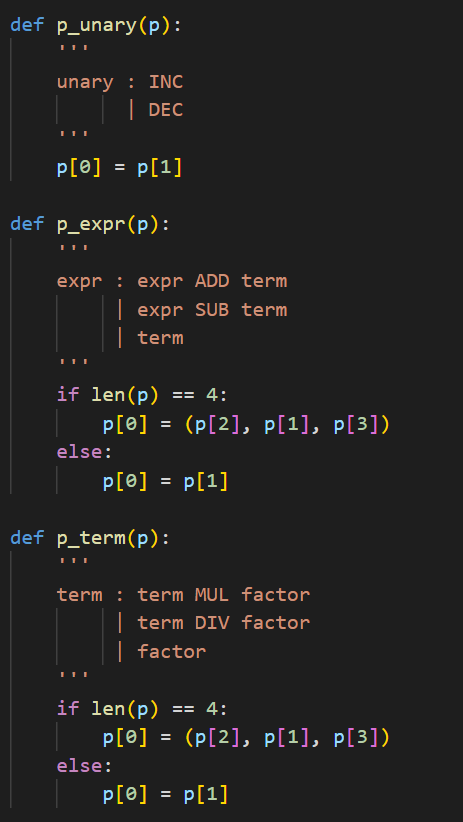 def p_unary(p):
    '''
    unary : INC
          | DEC
    '''
    p[0] = p[1]

def p_expr(p):
    '''
    expr : expr ADD term
         | expr SUB term
         | term
    '''
    if len(p) == 4:
        p[0] = (p[2], p[1], p[3])
    else:
        p[0] = p[1]

def p_term(p):
    '''
    term : term MUL factor
         | term DIV factor
         | factor
    '''
    if len(p) == 4:
        p[0] = (p[2], p[1], p[3])
    else:
        p[0] = p[1]